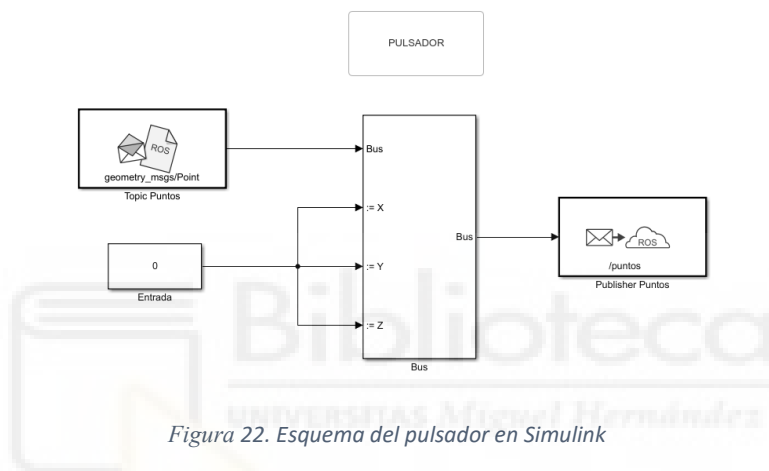 PULSADOR
ROS
geometry_msgs/Point
Topic Puntos
0
Entrada
Bus
:= X
:= Y
:= Z
Bus
Bus
ROS
/puntos
Publisher Puntos
Biblioteca
UNIVERSITAS Miguel Hernández
Figura 22. Esquema del pulsador en Simulink